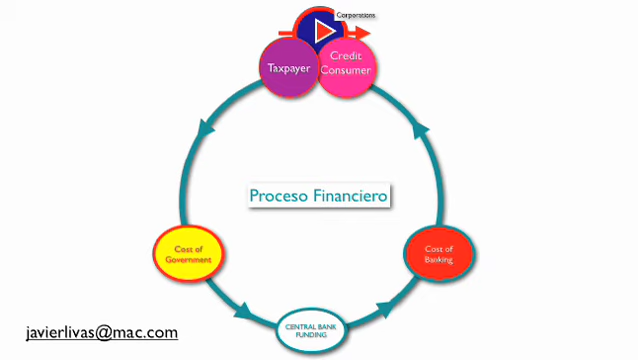 Corporations
Taxpayer
Credit
Consumer
Proceso Financiero
Cost of
Government
Cost of
Banking
CENTRAL BANK
FUNDING
javierlivas@mac.com